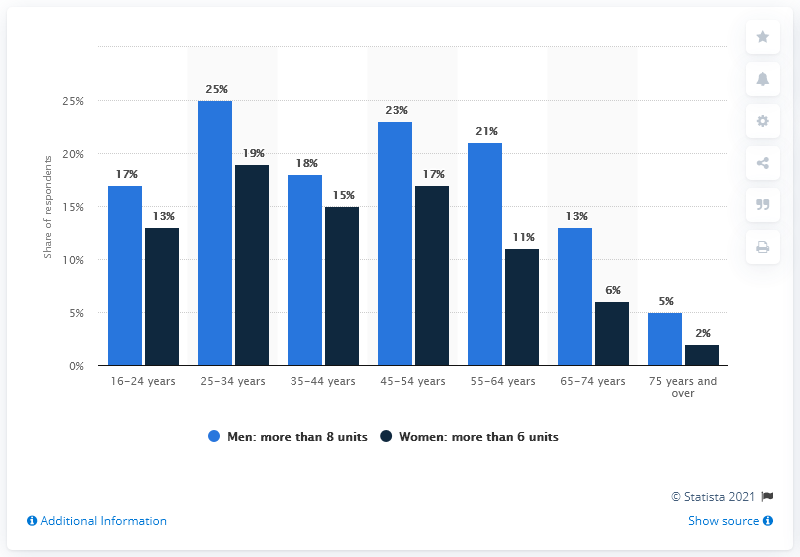 Share of respondents
25%
20%
15%
10%
5%
0%
17%
13%
25%
19%
18%
15%
23%
17%
21%
11%
13%
6%
5%
2%
16-24 years
25-34 years
35-44 years
45-54 years
55-64 years
65-74 years
75 years and
over
Men: more than 8 units
Women: more than 6 units
© Statista 2021
Additional Information
Show source